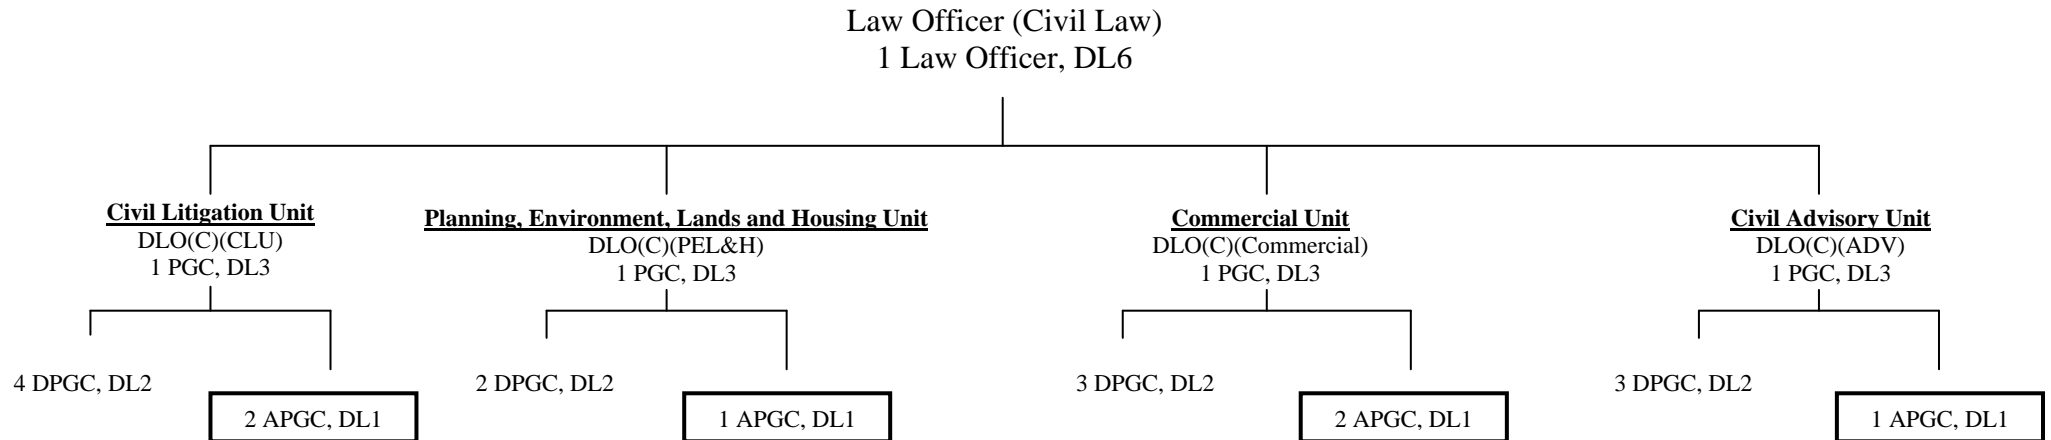 Law Officer (Civil Law)
1 Law Officer, DL6
Civil Litigation Unit
DLO(C)(CLU)
1 PGC, DL3
4 DPGC, DL2
2 APGC, DL1
Planning, Environment, Lands and Housing Unit
DLO(C)(PEL&H)
1 PGC, DL3
2 DPGC, DL2
1 APGC, DL1
Commercial Unit
DLO(C)(Commercial)
1 PGC, DL3
3 DPGC, DL2
2 APGC, DL1
Civil Advisory Unit
DLO(C)(ADV)
1 PGC, DL3
3 DPGC, DL2
1 APGC, DL1